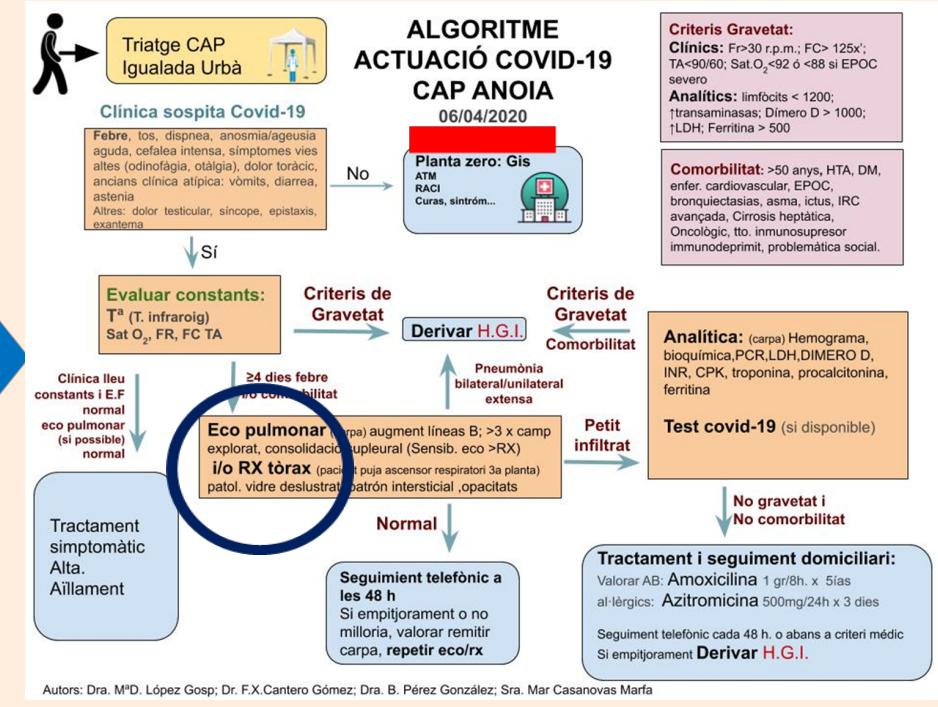 Triatge CAP
Igualada Urbà
ALGORITME
ACTUACIÓ COVID-19
CAP ANOIA
06/04/2020
Criteris Gravetat:
Clínics: Fr>30 r.p.m.; FC> 125x';
TA<90/60; Sat.O2<92 ó <88 si EPOC
severo
Analítics: limfòcits < 1200;
↑transaminasas; Dímero D > 1000;
↑LDH; Ferritina > 500
Clínica sospita Covid-19
Febre, tos, dispnea, anosmia/ageusia
aguda, cefalea intensa, símptomes vies
altes (odinofàgia, otàlgia), dolor toràcic,
ancians clínica atípica: vòmits, diarrea,
astenia
Altres: dolor testicular, síncope, epistaxis,
exantema
No
Planta zero: Gis
ATM
RACI
Curas, sintróm...
Comorbilitat: >50 anys, HTA, DM,
enfer. cardiovascular, EPOC,
bronquiectasias, asma, ictus, IRC
avançada, Cirrosis heptàtica,
Oncològic, tto. inmunosupresor
immunodeprimit, problemàtica social.
Sí
Evaluar constants:
Tª (T. infraroig)
Sat O2, FR, FC TA
Criteris de
Gravetat
Derivar H.G.I.
Criteris de
Gravetat
Comorbilitat
Analítica: (carpa) Hemograma,
bioquímica,PCR,LDH,DIMERO D,
INR, CPK, troponina, procalcitonina,
ferritina
Test covid-19 (si disponible)
Clínica lleu
constants i E.F
normal
eco pulmonar
(si possible)
normal
≥4 dies febre
i/o comorbilitat
Pneumònia
bilateral/unilateral
extensa
Eco pulmonar (carpa) augment líneas B; >3 x camp
explorat, consolidació supleural (Sensib. eco >RX)
i/o RX tòrax (pacient puja ascensor respiratori 3a planta)
patol. vidre deslustrat, patrón intersticial ,opacitats
Petit
infiltrat
Tractament
simptomàtic
Alta.
Aïllament
Normal
No gravetat i
No comorbilitat
Seguimient telefònic a
les 48 h
Si empitjorament o no
milloria, valorar remitir
carpa, repetir eco/rx
Tractament i seguiment domiciliari:
Valorar AB: Amoxicilina 1 gr/8h. x 5ías
al·lèrgics: Azitromicina 500mg/24h x 3 dies
Seguiment telefònic cada 48 h. o abans a criteri médic
Si empitjorament Derivar H.G.I.
Autors: Dra. MªD. López Gosp; Dr. F.X.Cantero Gómez; Dra. B. Pérez González; Sra. Mar Casanovas Marfa